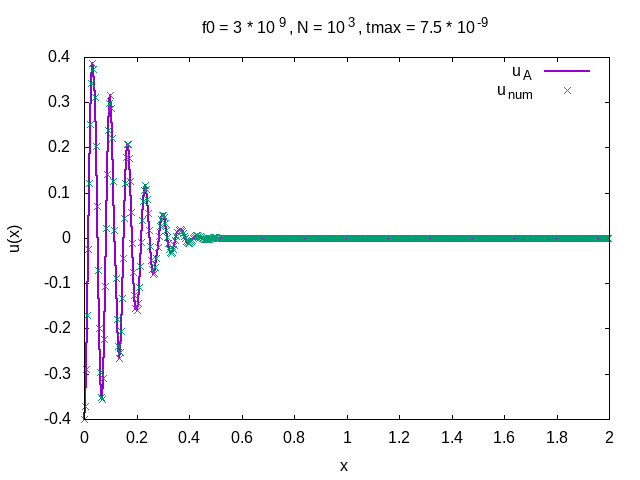 f0 = 3 * 10^9, N = 10^3, tmax = 7.5 * 10^-9
u_A
u_num
0.4
0.3
0.2
0.1
0
-0.1
-0.2
-0.3
-0.4
u(x)
0 0.2 0.4 0.6 0.8 1 1.2 1.4 1.6 1.8 2
x